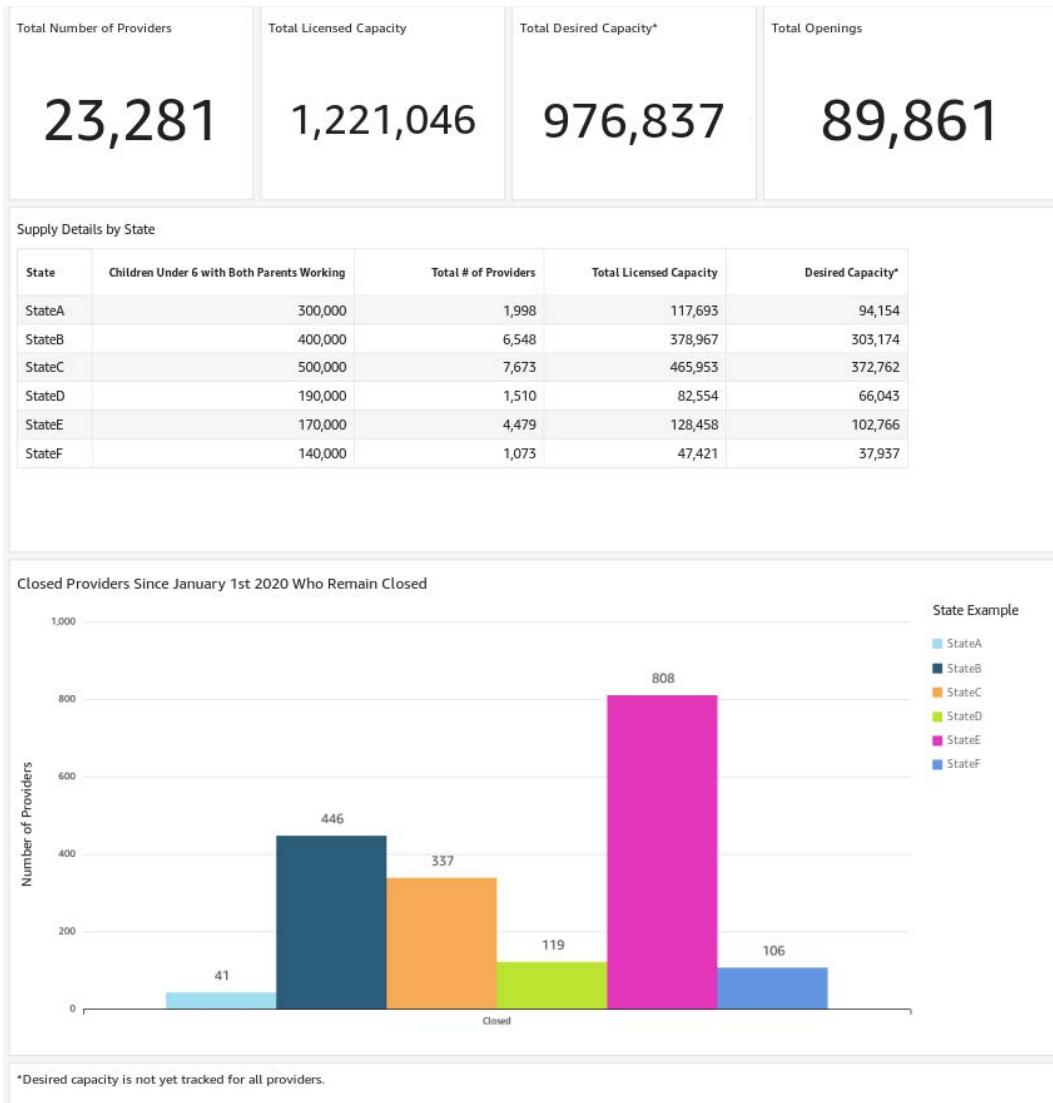 Total Number of Providers
Total Licensed Capacity
Total Desired Capacity*
Total Openings
23,281
1,221,046
976,837
89,861
Supply Details by State
State Children Under 6 with Both Parents Working Total # of Providers Total Licensed Capacity Desired Capacity*
StateA 300,000 1,998 117,693 94,154
StateB 400,000 6,548 378,967 303,174
StateC 500,000 7,673 465,953 372,762
StateD 190,000 1,510 82,554 66,043
StateE 170,000 4,479 128,458 102,766
StateF 140,000 1,073 47,421 37,937
Closed Providers Since January 1st 2020 Who Remain Closed
Number of Providers
1,000
800
600
400
200
0
41
446
337
119
808
106
Closed
State Example
StateA
StateB
StateC
StateD
StateE
StateF
*Desired capacity is not yet tracked for all providers.